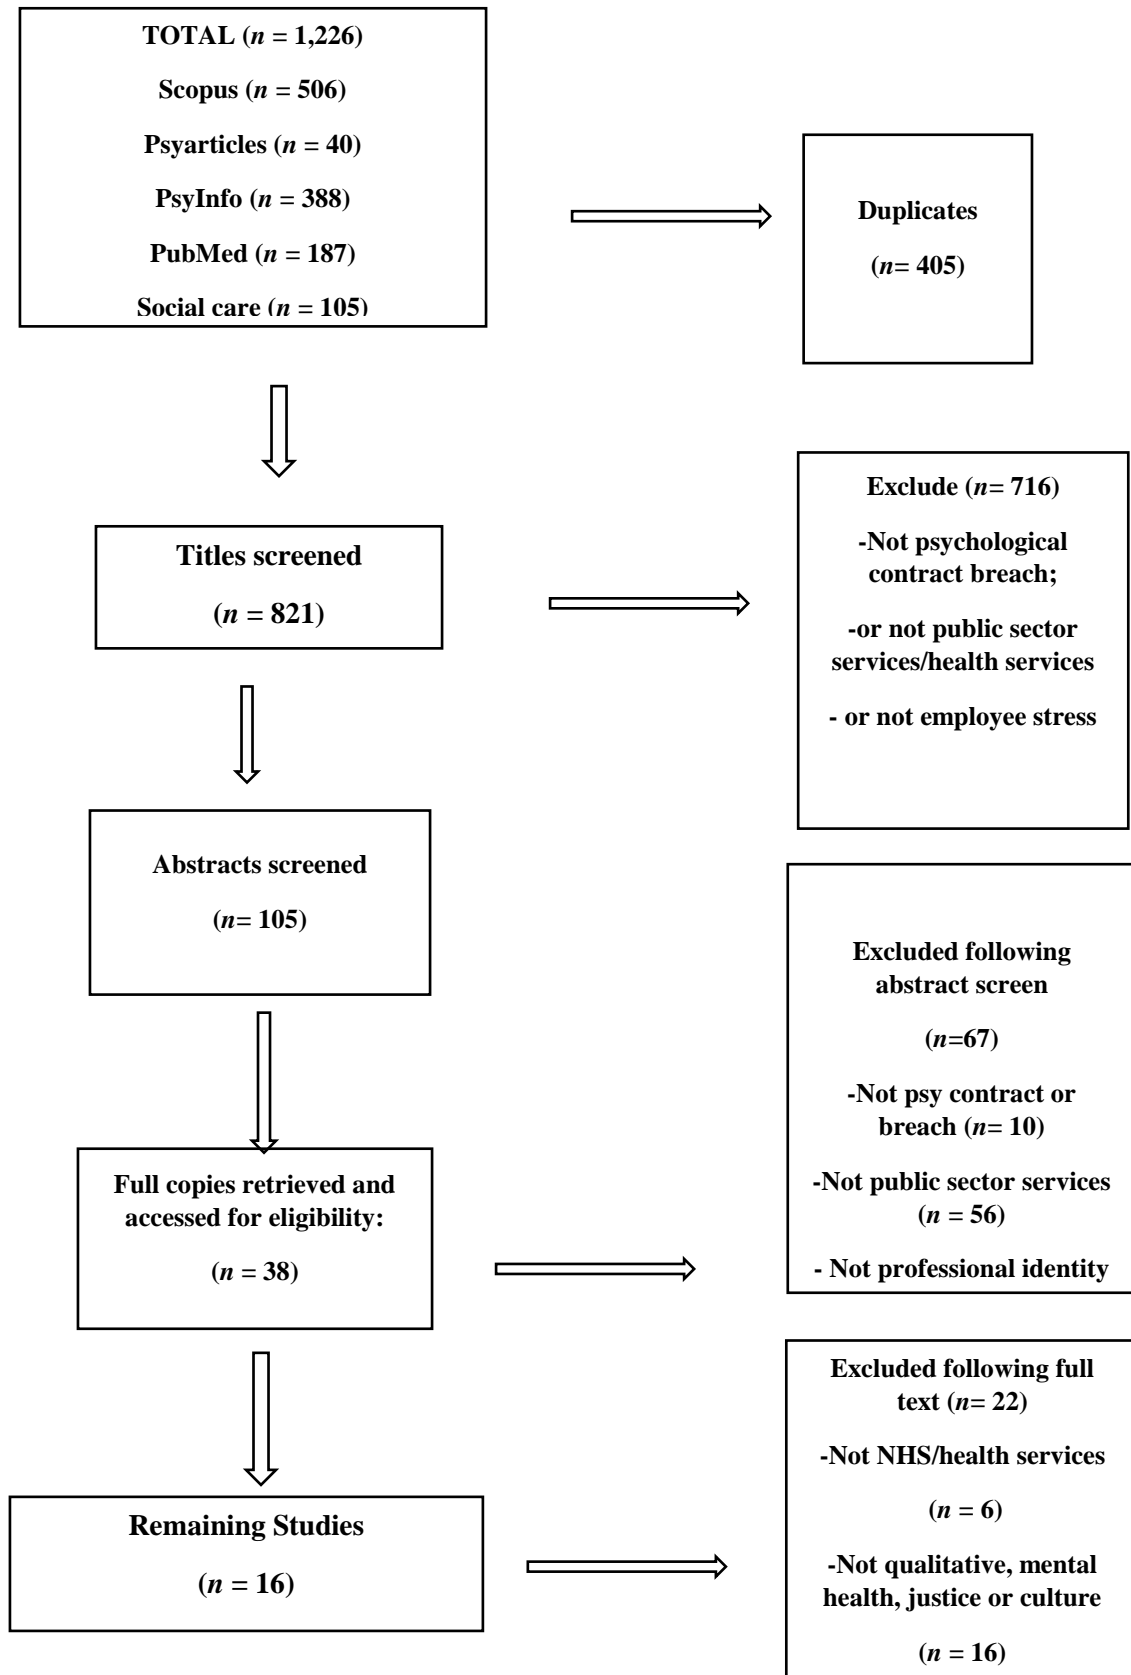 TOTAL (n = 1,226)
Scopus (n = 506)
Psyarticles (n = 40)
PsyInfo (n = 388)
PubMed (n = 187)
Social care (n = 105)
Duplicates
(n= 405)
Titles screened
(n = 821)
Exclude (n= 716)
-Not psychological
contract breach;
-or not public sector
services/health services
- or not employee stress
Abstracts screened
(n= 105)
Excluded following
abstract screen
(n=67)
-Not psy contract or
breach (n= 10)
-Not public sector services
(n = 56)
- Not professional identity
Full copies retrieved and
accessed for eligibility:
(n = 38)
Excluded following full
text (n= 22)
-Not NHS/health services
(n = 6)
-Not qualitative, mental
health, justice or culture
(n = 16)
Remaining Studies
(n = 16)